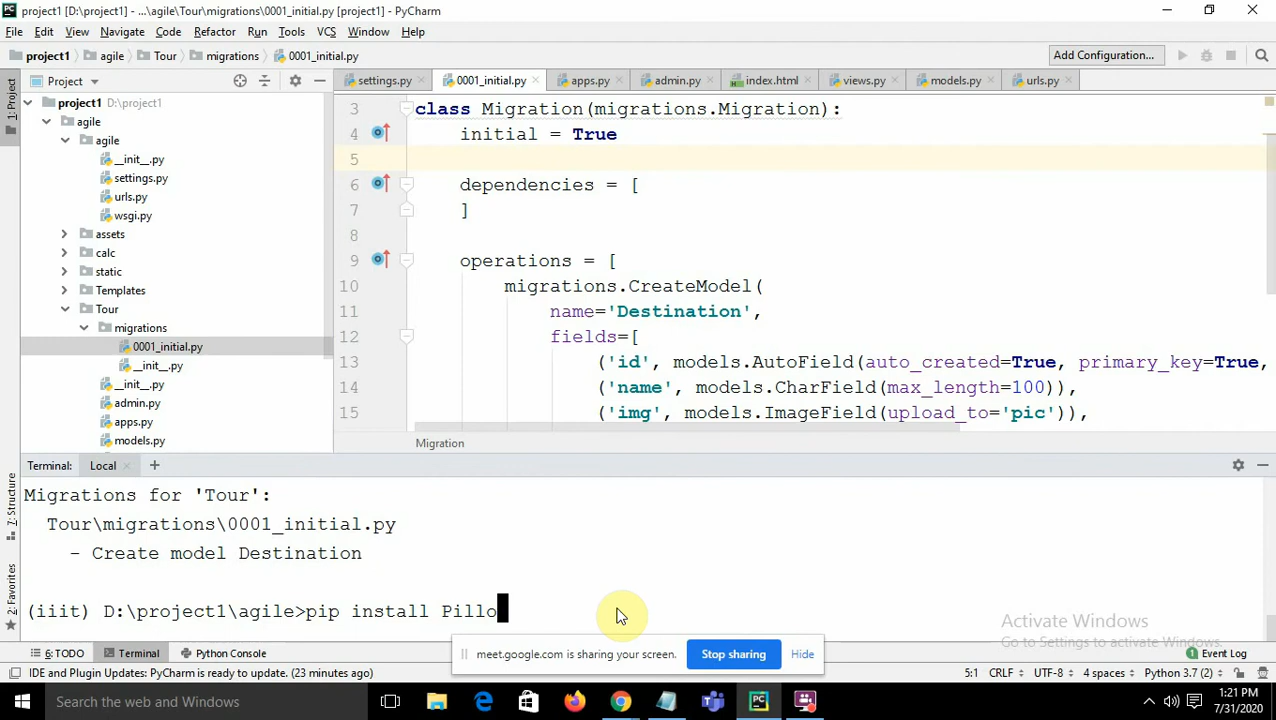 project1 [D:\project1] - ...\agile\Tour\migrations\0001_initial.py [project1] - PyCharm
File Edit View Navigate Code Refactor Run Tools VCS Window Help
project1 agile Tour migrations 0001_initial.py Add Configuration...
Project settings.py 0001_initial.py apps.py admin.py index.html views.py models.py urls.py
1: Project
project1 D:\project1
agile
agile
__init__.py
settings.py
urls.py
wsgi.py
assets
calc
static
Templates
Tour
migrations
0001_initial.py
__init__.py
__init__.py
admin.py
apps.py
models.py
3 class Migration(migrations.Migration):
4 initial = True
5
6 dependencies = [
7 ]
8
9 operations = [
10 migrations.CreateModel(
11 name='Destination',
12 fields=[
13 ('id', models.AutoField(auto_created=True, primary_key=True,
14 ('name', models.CharField(max_length=100)),
15 ('img', models.ImageField(upload_to='pic')),
Migration
Terminal: Local +
7: Structure
2: Favorites
Migrations for 'Tour':
Tour\migrations\0001_initial.py
- Create model Destination
(iiit) D:\project1\agile>pip install Pillo
Activate Windows
Go to Settings to activate Windows.
meet.google.com is sharing your screen. Stop sharing Hide
6: TODO Terminal Python Console 1 Event Log
IDE and Plugin Updates: PyCharm is ready to update. (23 minutes ago) 5:1 CRLF UTF-8 4 spaces Python 3.7 (2)
Search the web and Windows
1:21 PM
7/31/2020